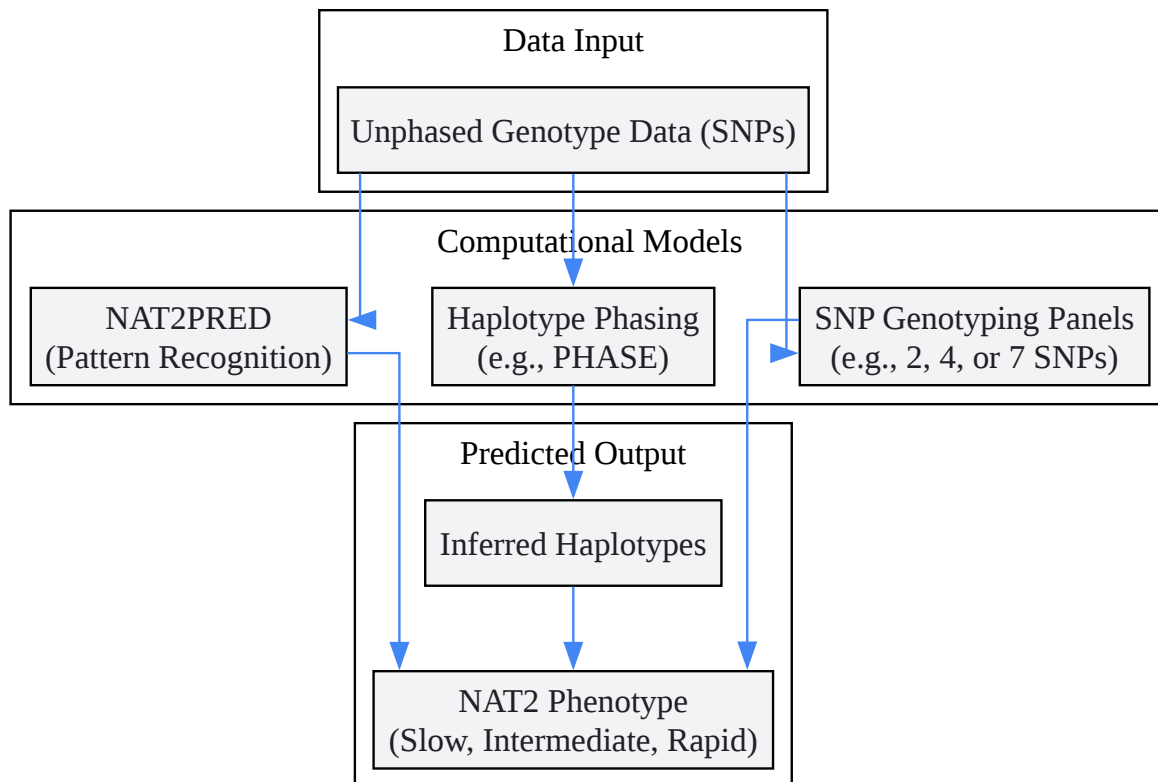 Data Input
Unphased Genotype Data (SNPs)
Computational Models
NAT2PRED
(Pattern Recognition)
Haplotype Phasing
(e.g., PHASE)
SNP Genotyping Panels
(e.g., 2, 4, or 7 SNPs)
Predicted Output
Inferred Haplotypes
NAT2 Phenotype
(Slow, Intermediate, Rapid)